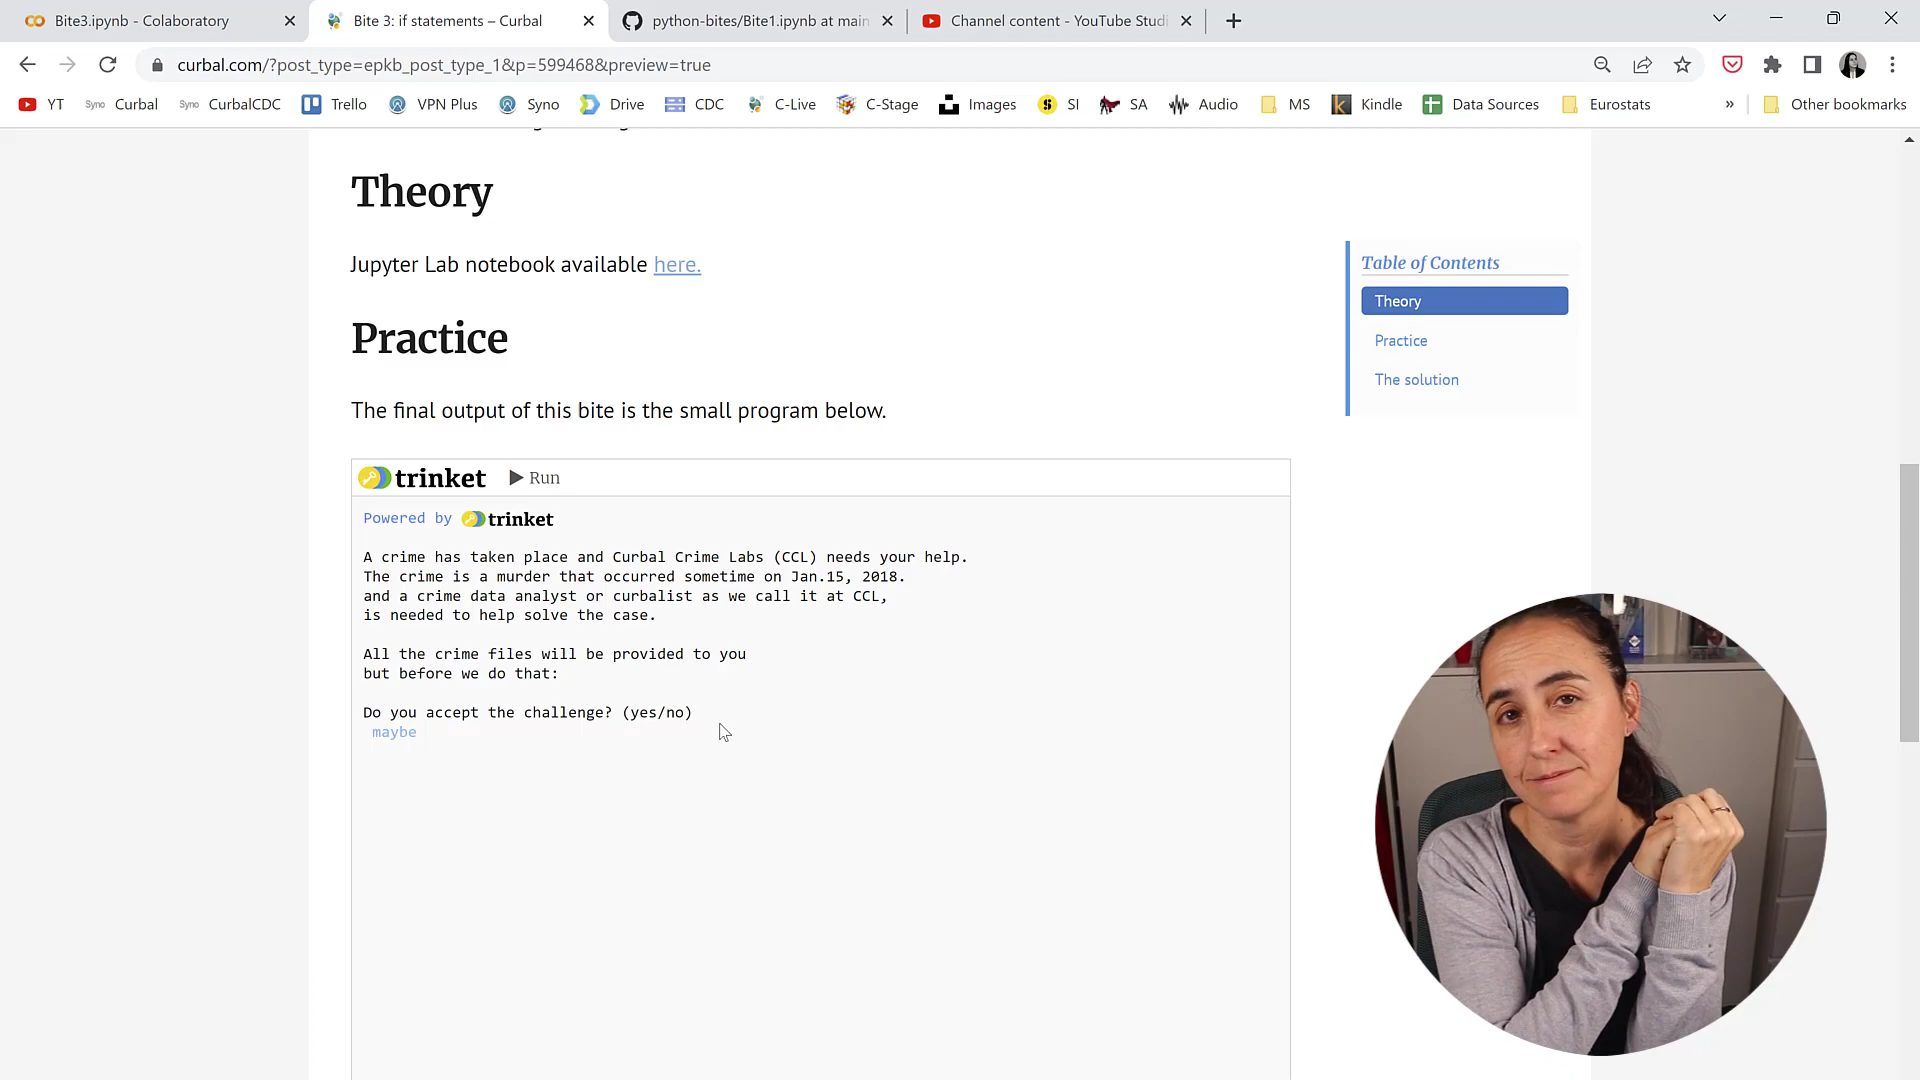 Bite3.ipynb - Colaboratory
Bite 3: if statements – Curbal
python-bites/Bite1.ipynb at main
Channel content - YouTube Studi
curbal.com/?post_type=epkb_post_type_1&p=599468&preview=true
YT
Syno Curbal
Syno CurbalCDC
Trello
VPN Plus
Syno
Drive
CDC
C-Live
C-Stage
Images
SI
SA
Audio
MS
Kindle
Data Sources
Eurostats
»
Other bookmarks
Theory
Jupyter Lab notebook available here.
Table of Contents
Theory
Practice
The solution
Practice
The final output of this bite is the small program below.
trinket Run
Powered by trinket
A crime has taken place and Curbal Crime Labs (CCL) needs your help.
The crime is a murder that occurred sometime on Jan.15, 2018.
and a crime data analyst or curbalist as we call it at CCL,
is needed to help solve the case.
All the crime files will be provided to you
but before we do that:
Do you accept the challenge? (yes/no)
maybe